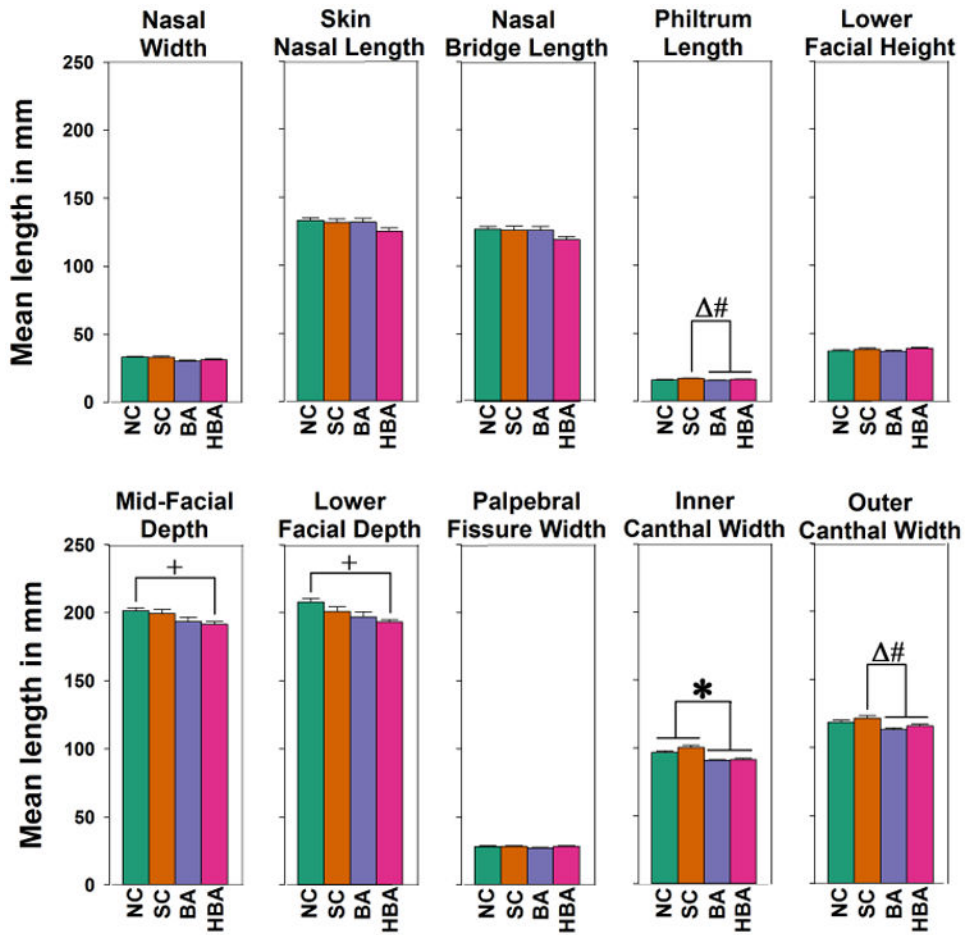 Nasal Width
Skin Nasal Length
Nasal Bridge Length
Philtrum Length
Lower Facial Height
Mean length in mm
250
200
150
100
50
0
Δ#
NC SC BA HBA
NC SC BA HBA
NC SC BA HBA
NC SC BA HBA
NC SC BA HBA
Mid-Facial Depth
Lower Facial Depth
Palpebral Fissure Width
Inner Canthal Width
Outer Canthal Width
Mean length in mm
250
200
150
100
50
0
+
+
*
Δ#
NC SC BA HBA
NC SC BA HBA
NC SC BA HBA
NC SC BA HBA
NC SC BA HBA